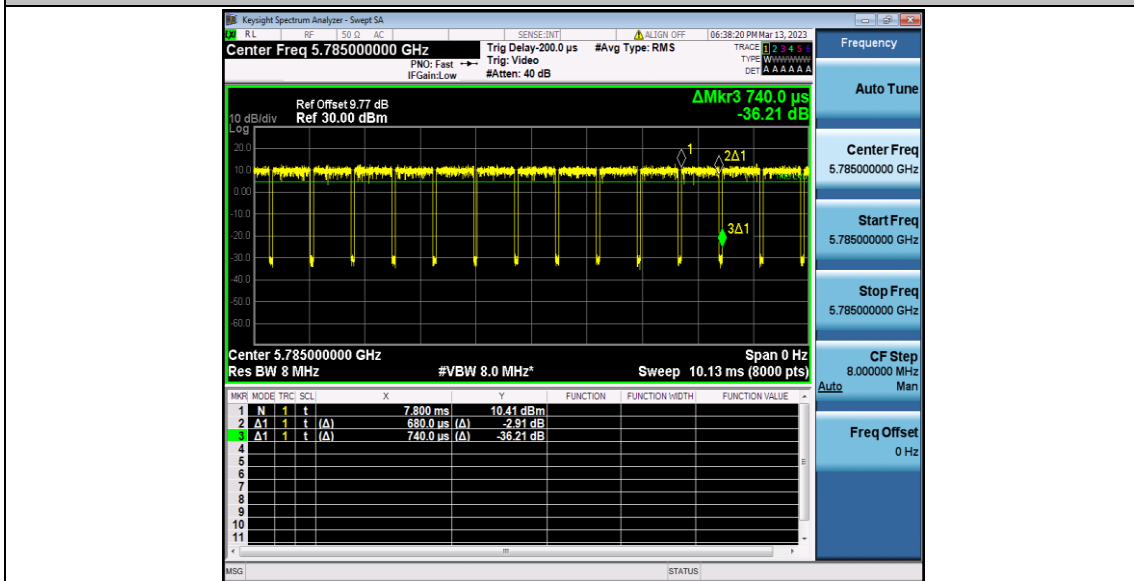 Keysight Spectrum Analyzer - Swept SA
LXI RL RF 50 Ω AC SENSE:INT ALIGN OFF 06:38:20 PM Mar 13, 2023
Center Freq 5.785000000 GHz
PNO: Fast
IFGain:Low
Trig Delay-200.0 µs
Trig: Video
#Atten: 40 dB
#Avg Type: RMS
TRACE 1 2 3 4 5 6
TYPE WWWWWW
DET A A A A A A
10 dB/div
Log
Ref Offset 9.77 dB
Ref 30.00 dBm
ΔMkr3 740.0 µs
-36.21 dB
20.0
10.0
0.00
-10.0
-20.0
-30.0
-40.0
-50.0
-60.0
1
2Δ1
3Δ1
Center 5.785000000 GHz Span 0 Hz
Res BW 8 MHz #VBW 8.0 MHz* Sweep 10.13 ms (8000 pts)
MKR MODE TRC SCL X Y FUNCTION FUNCTION WIDTH FUNCTION VALUE
1 N 1 t 7.800 ms 10.41 dBm
2 Δ1 1 t (Δ) 680.0 µs (Δ) -2.91 dB
3 Δ1 1 t (Δ) 740.0 µs (Δ) -36.21 dB
4
5
6
7
8
9
10
11
MSG STATUS
Frequency
Auto Tune
Center Freq
5.785000000 GHz
Start Freq
5.785000000 GHz
Stop Freq
5.785000000 GHz
CF Step
8.000000 MHz
Auto Man
Freq Offset
0 Hz